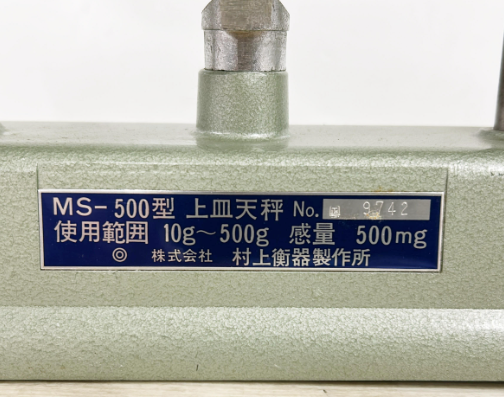 MS-500型 上皿天秤 No. 9742
使用範囲 10g~500g 感量 500mg
◎ 株式会社 村上衡器製作所